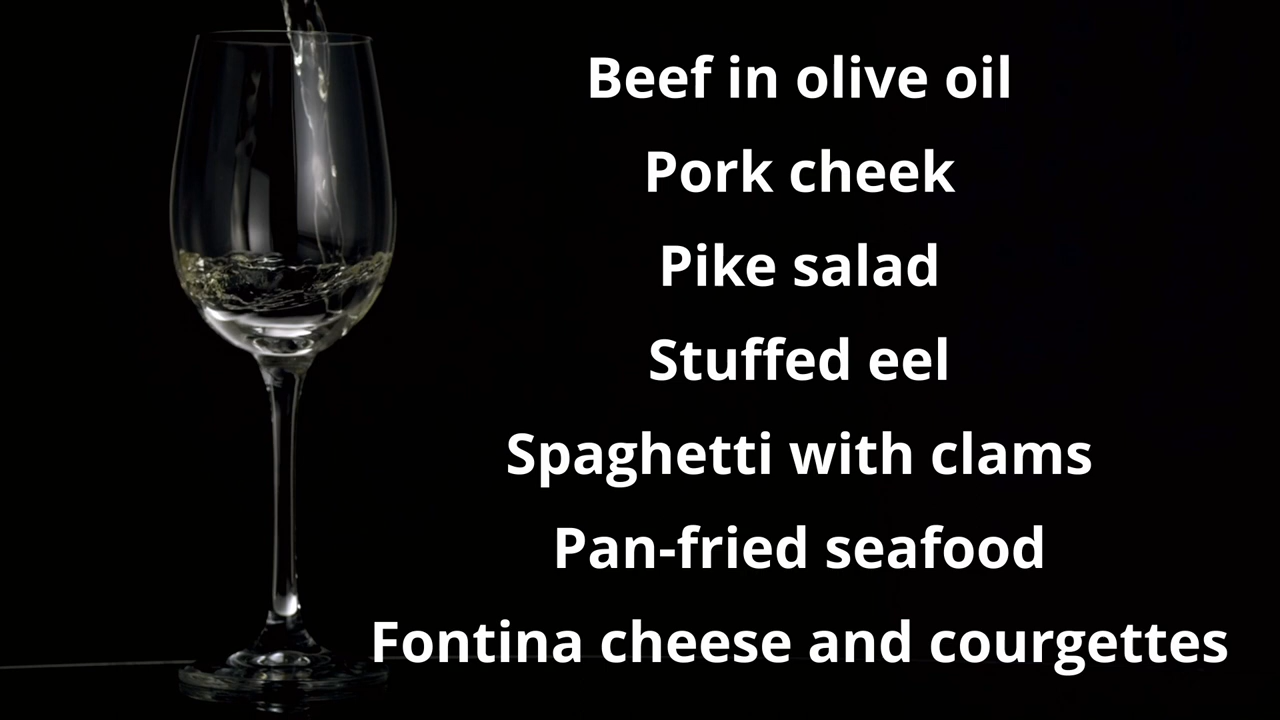 Beef in olive oil
Pork cheek
Pike salad
Stuffed eel
Spaghetti with clams
Pan-fried seafood
Fontina cheese and courgettes